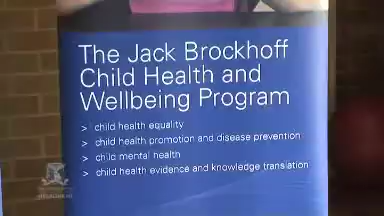 The Jack Brockhoff
Child Health and
Wellbeing Program
> child health equality
> child health promotion and disease prevention
> child mental health
> child health evidence and knowledge translation